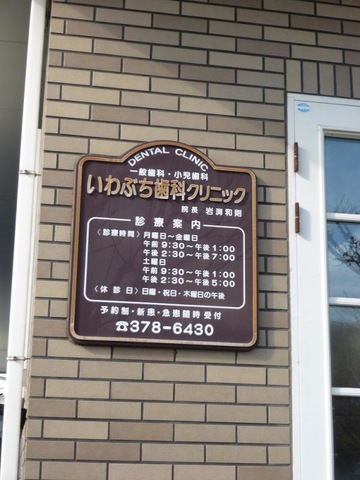 DENTAL CLINIC
一般歯科・小児歯科
いわぶち歯科クリニック
院長 岩渕和則
診療案内
〈診療時間〉月曜日〜金曜日
午前9:30〜午後1:00
午後2:30〜午後7:00
土曜日
午前9:30〜午後1:00
午後2:30〜午後5:00
〈休診日〉日曜・祝日・木曜日の午後
予約制・新患・急患随時受付
☎378-6430